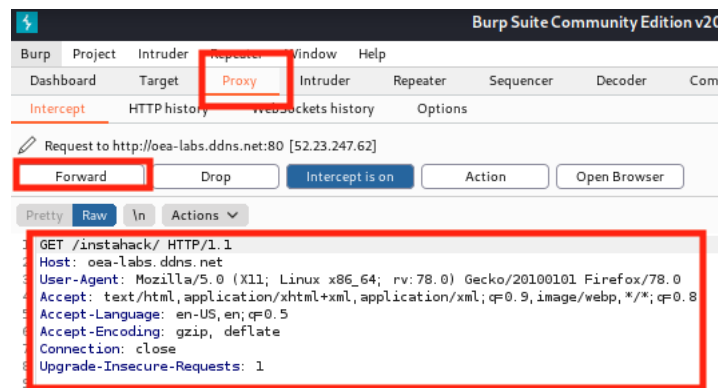 Burp Suite Community Edition v20
Burp Project Intruder Repeater Window Help
Dashboard Target Proxy Intruder Repeater Sequencer Decoder Com
Intercept HTTP history WebSockets history Options
Request to http://oea-labs.ddns.net:80 [52.23.247.62]
Forward Drop Intercept is on Action Open Browser
Pretty Raw \n Actions
1 GET /instahack/ HTTP/1.1
2 Host: oea-labs.ddns.net
3 User-Agent: Mozilla/5.0 (X11; Linux x86_64; rv:78.0) Gecko/20100101 Firefox/78.0
4 Accept: text/html,application/xhtml+xml,application/xml;q=0.9,image/webp,*/*;q=0.8
5 Accept-Language: en-US,en;q=0.5
6 Accept-Encoding: gzip, deflate
7 Connection: close
8 Upgrade-Insecure-Requests: 1
9